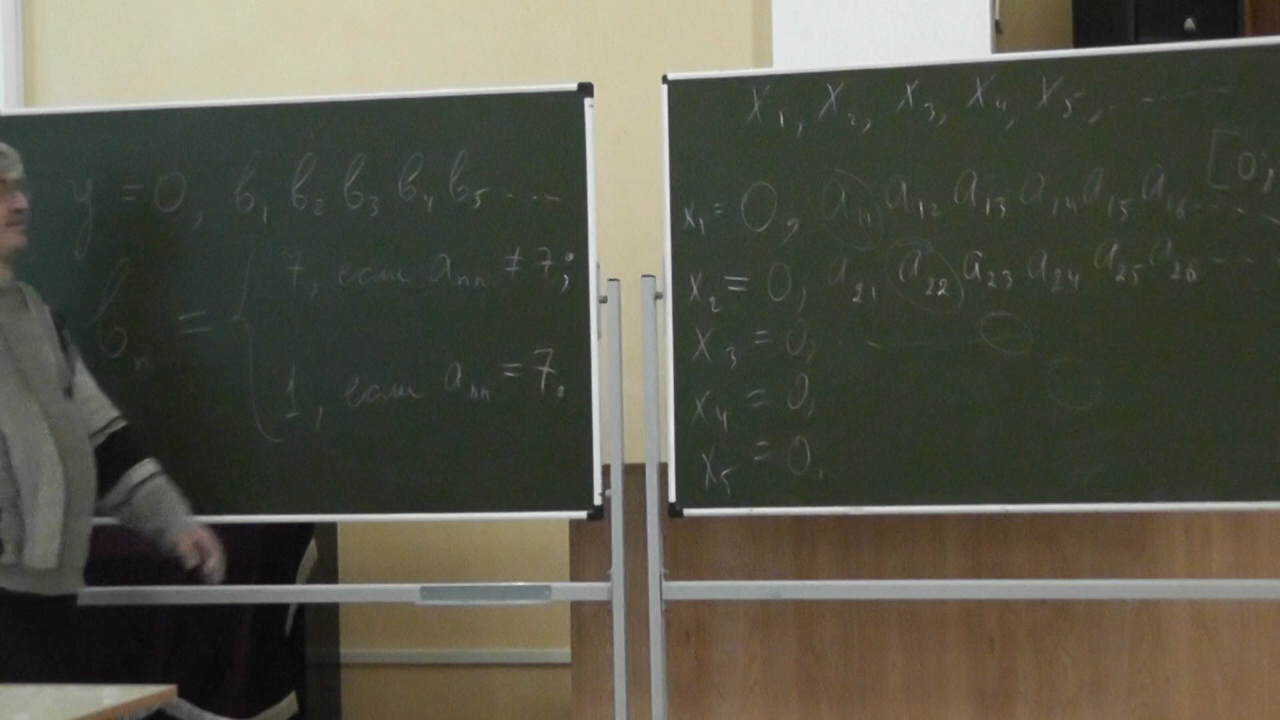 y = 0, b₁ b₂ b₃ b₄ b₅ ...
bₙ = {
7, если aₙₙ ≠ 7;
1, если aₙₙ = 7.
x₁, x₂, x₃, x₄, x₅, ......
[0;
x₁ = 0, a₁₁ a₁₂ a₁₃ a₁₄ a₁₅ a₁₆ ......
x₂ = 0, a₂₁ a₂₂ a₂₃ a₂₄ a₂₅ a₂₆ ...
x₃ = 0, ......
x₄ = 0,
x₅ = 0,